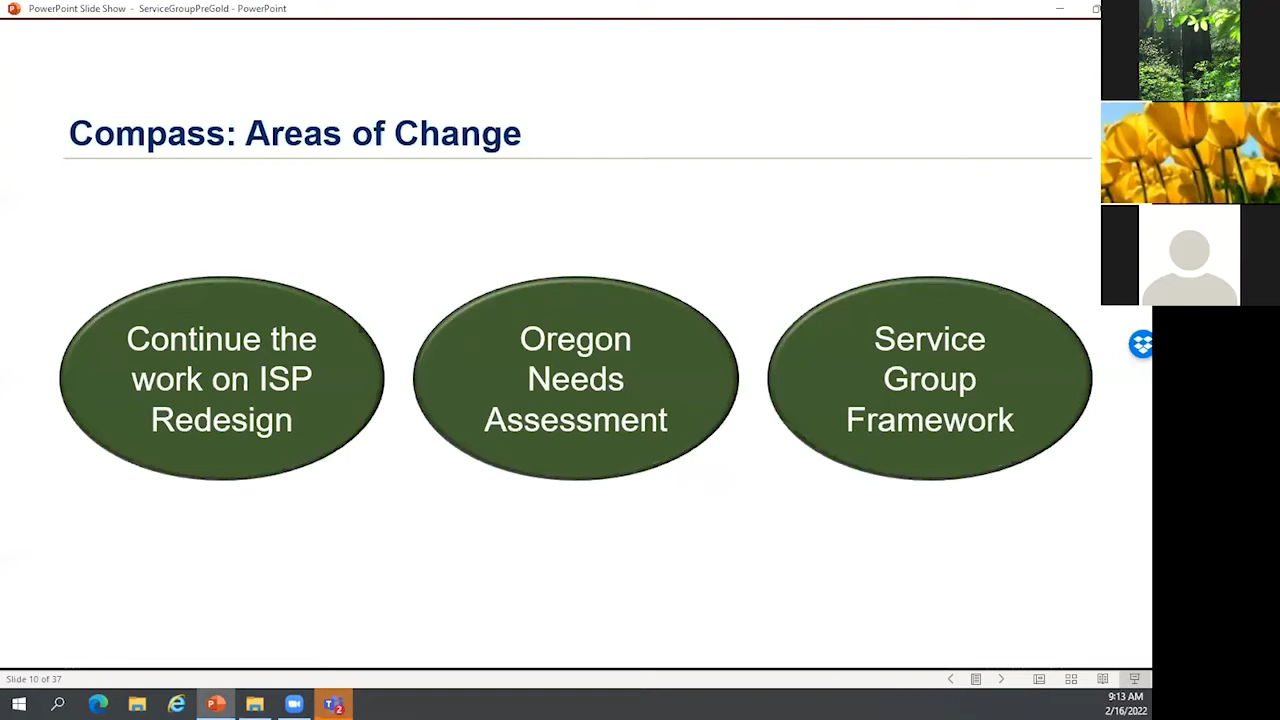 PowerPoint Slide Show - ServiceGroupPreGold - PowerPoint
Compass: Areas of Change
Continue the
work on ISP
Redesign
Oregon
Needs
Assessment
Service
Group
Framework
Slide 10 of 37
2
9:13 AM
2/16/2022